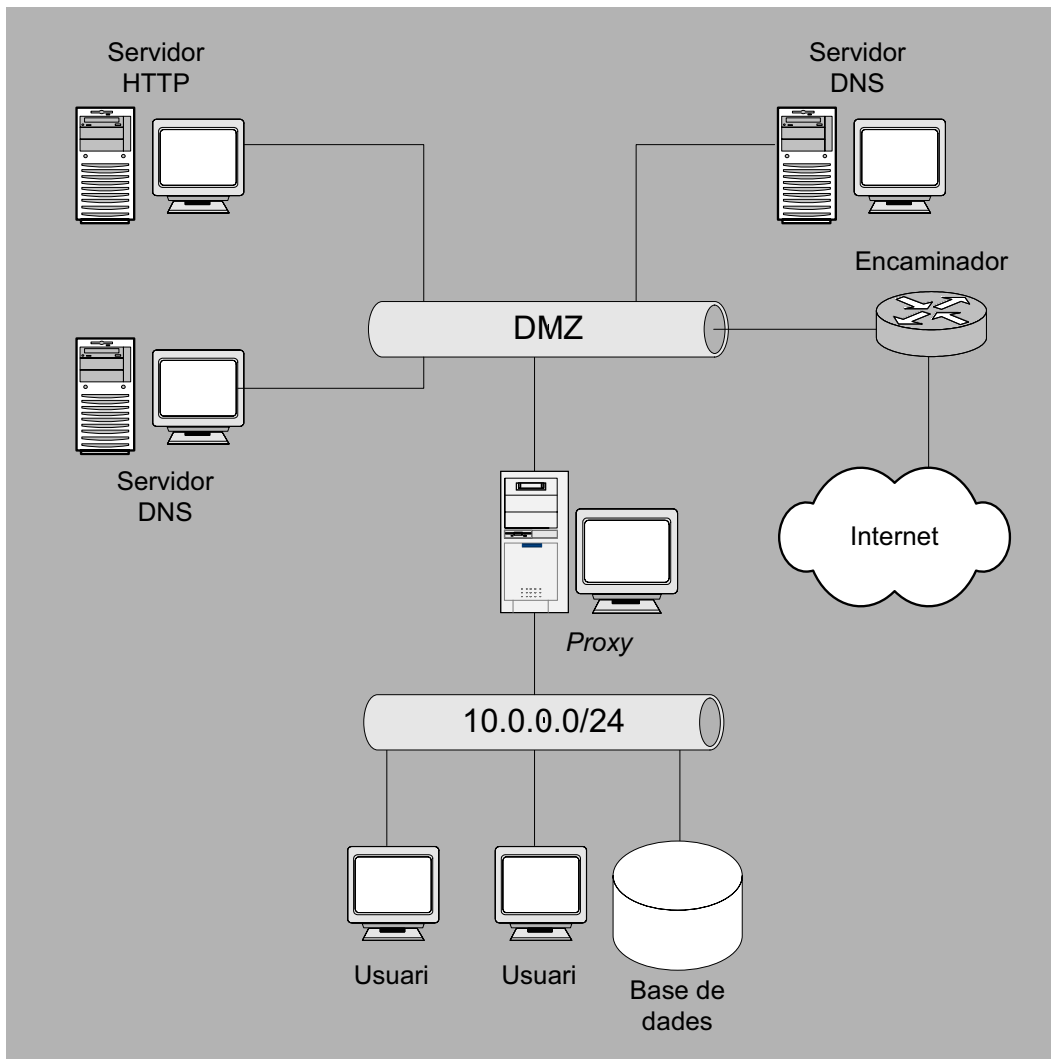 Servidor
HTTP
Servidor
DNS
Encaminador
DMZ
Servidor
DNS
Internet
Proxy
10.0.0.0/24
Usuari
Usuari
Base de
dades